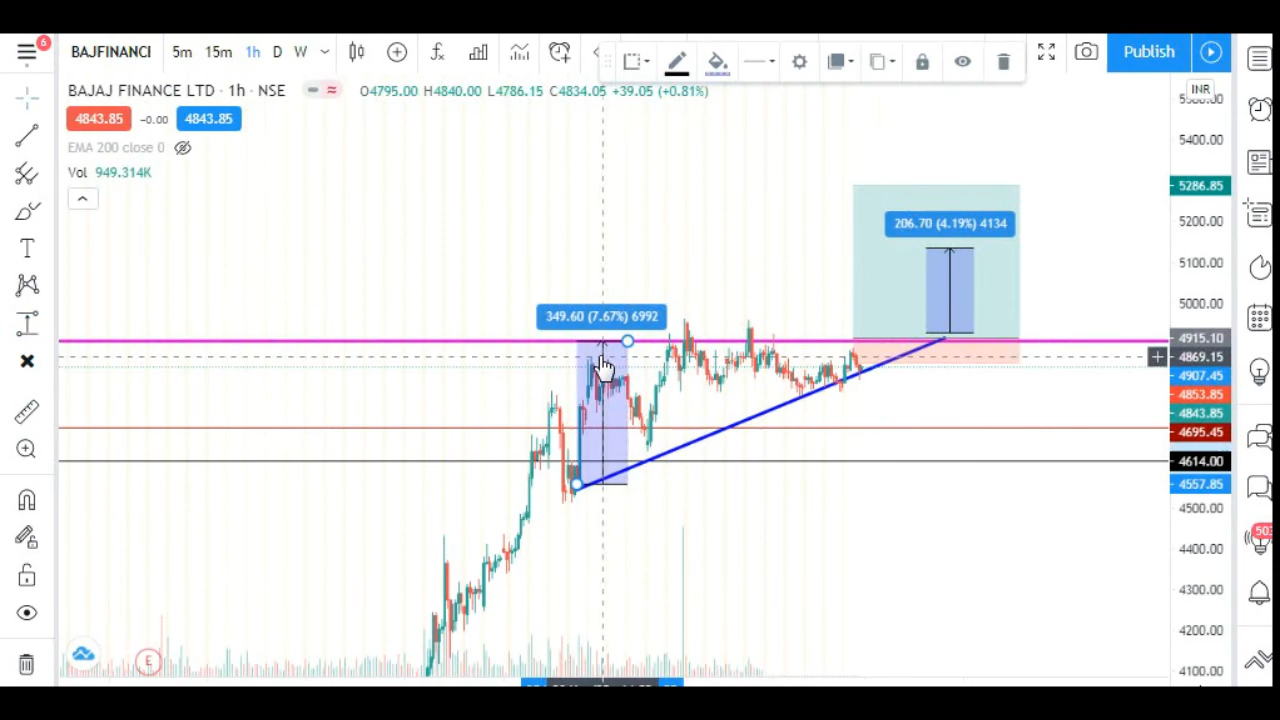 6
BAJFINANCI 5m 15m 1h D W
Publish
BAJAJ FINANCE LTD · 1h · NSE O4795.00 H4840.00 L4786.15 C4834.05 +39.05 (+0.81%)
INR
4843.85 -0.00 4843.85
EMA 200 close 0
Vol 949.314K
5400.00
5286.85
5200.00
206.70 (4.19%) 4134
5100.00
5000.00
349.60 (7.67%) 6992
4915.10
4869.15
4907.45
4853.85
4843.85
4695.45
4614.00
4557.85
4500.00
503
4400.00
4300.00
4200.00
E
4100.00